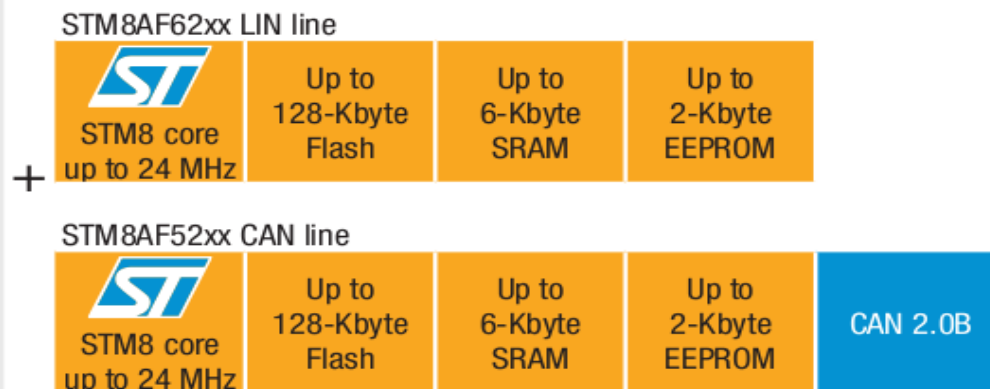 STM8AF62xx LIN line
ST
STM8 core
up to 24 MHz
Up to
128-Kbyte
Flash
Up to
6-Kbyte
SRAM
Up to
2-Kbyte
EEPROM
+
STM8AF52xx CAN line
ST
STM8 core
up to 24 MHz
Up to
128-Kbyte
Flash
Up to
6-Kbyte
SRAM
Up to
2-Kbyte
EEPROM
CAN 2.0B